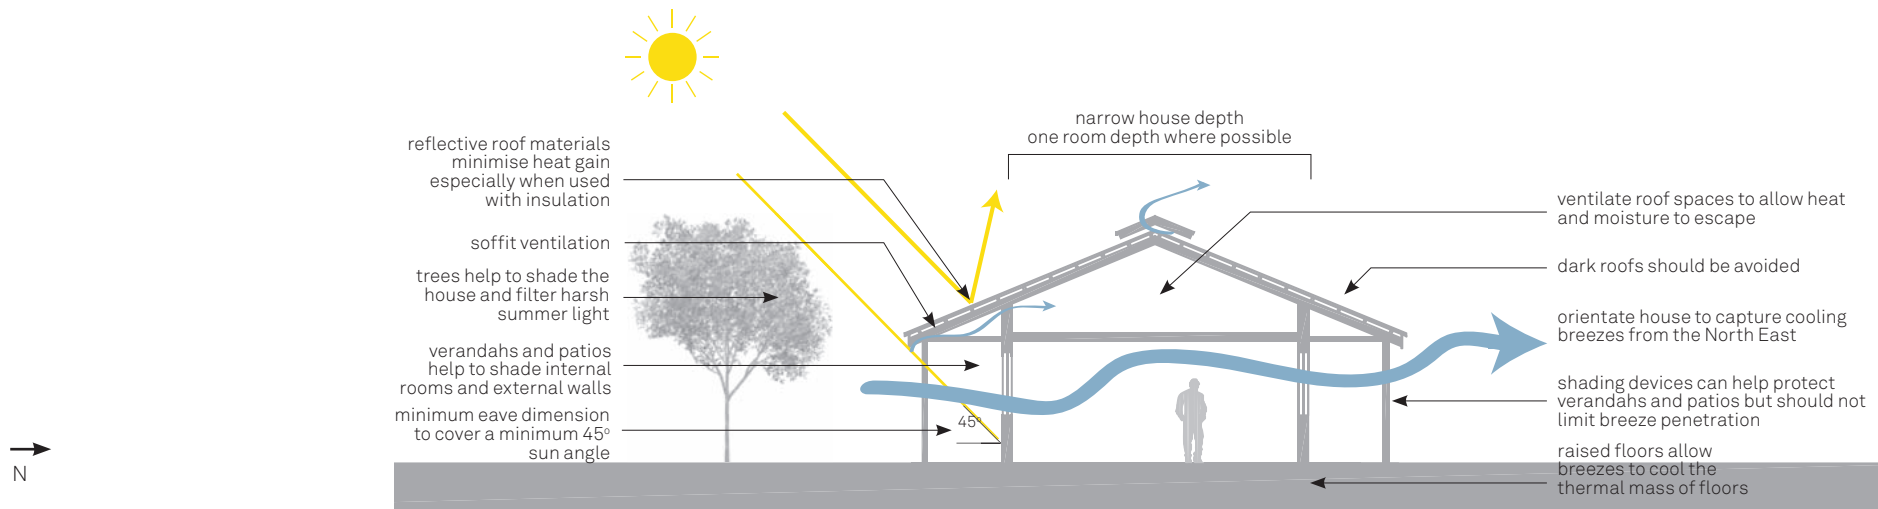 reflective roof materials
minimise heat gain
especially when used
with insulation
soffit ventilation
trees help to shade the
house and filter harsh
summer light
verandahs and patios
help to shade internal
rooms and external walls
minimum eave dimension
to cover a minimum 45º
sun angle
N
narrow house depth
one room depth where possible
45º
ventilate roof spaces to allow heat
and moisture to escape
dark roofs should be avoided
orientate house to capture cooling
breezes from the North East
shading devices can help protect
verandahs and patios but should not
limit breeze penetration
raised floors allow
breezes to cool the
thermal mass of floors